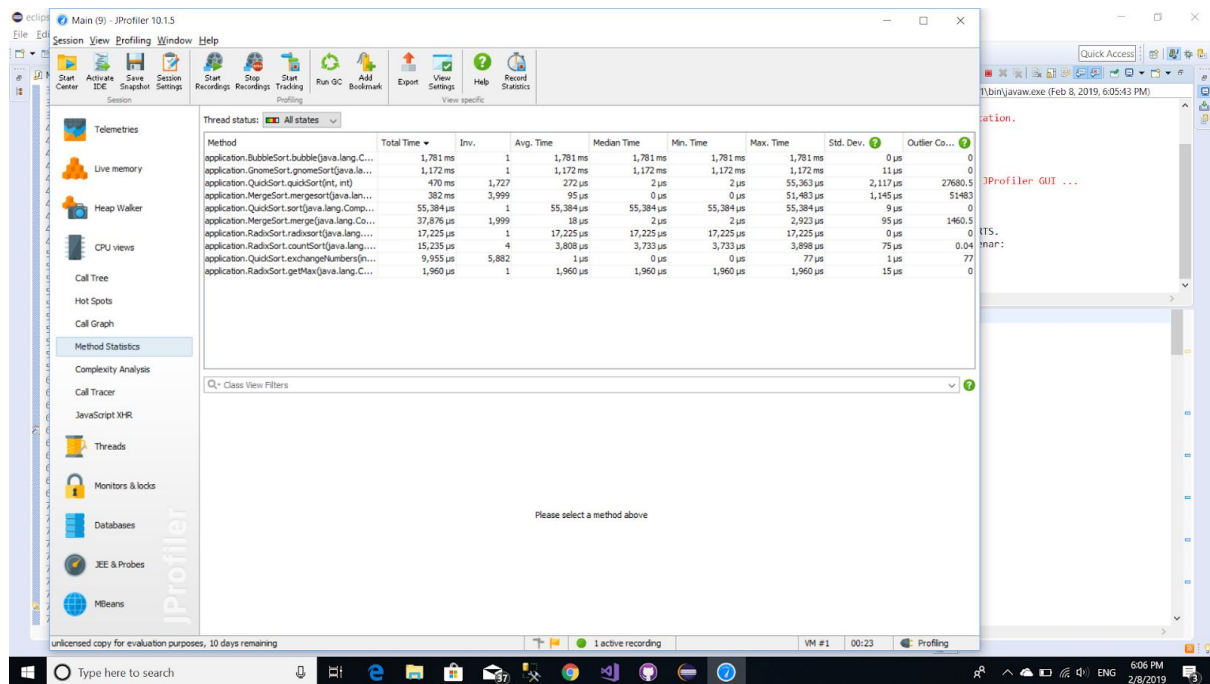 eclips
Main (9) - JProfiler 10.1.5
File Edi
Session View Profiling Window Help
Quick Access
Start Center
Activate IDE
Save Snapshot
Session Settings
Start Recordings
Stop Recordings
Start Tracking
Run GC
Add Bookmark
Export
View Settings
Help
Record Statistics
Session
Profiling
View specific
1\bin\javaw.exe (Feb 8, 2019, 6:05:43 PM)
Telemetries
Live memory
Heap Walker
CPU views
Call Tree
Hot Spots
Call Graph
Method Statistics
Complexity Analysis
Call Tracer
JavaScript XHR
Threads
Monitors & locks
Databases
JEE & Probes
MBeans
JProfiler
Thread status: All states
Method Total Time Inv. Avg. Time Median Time Min. Time Max. Time Std. Dev. Outlier Co...
application.BubbleSort.bubble(java.lang.C... 1,781 ms 1 1,781 ms 1,781 ms 1,781 ms 1,781 ms 0 µs 0
application.GnomeSort.gnomeSort(java.la... 1,172 ms 1 1,172 ms 1,172 ms 1,172 ms 1,172 ms 11 µs 0
application.QuickSort.quickSort(int, int) 470 ms 1,727 272 µs 2 µs 2 µs 55,363 µs 2,117 µs 27680.5
application.MergeSort.mergesort(java.lan... 382 ms 3,999 95 µs 0 µs 0 µs 51,483 µs 1,145 µs 51483
application.QuickSort.sort(java.lang.Comp... 55,384 µs 1 55,384 µs 55,384 µs 55,384 µs 55,384 µs 9 µs 0
application.MergeSort.merge(java.lang.Co... 37,876 µs 1,999 18 µs 2 µs 2 µs 2,923 µs 95 µs 1460.5
application.RadixSort.radixsort(java.lang.... 17,225 µs 1 17,225 µs 17,225 µs 17,225 µs 17,225 µs 0 µs 0
application.RadixSort.countSort(java.lang.... 15,235 µs 4 3,808 µs 3,733 µs 3,733 µs 3,898 µs 75 µs 0.04
application.QuickSort.exchangeNumbers(in... 9,955 µs 5,882 1 µs 0 µs 0 µs 77 µs 1 µs 77
application.RadixSort.getMax(java.lang.C... 1,960 µs 1 1,960 µs 1,960 µs 1,960 µs 1,960 µs 15 µs 0
Class View Filters
Please select a method above
cation.
JProfiler GUI ...
RTS.
enar:
unlicensed copy for evaluation purposes, 10 days remaining
1 active recording
VM #1
00:23
Profiling
Type here to search
37
ENG
6:06 PM
2/8/2019
3